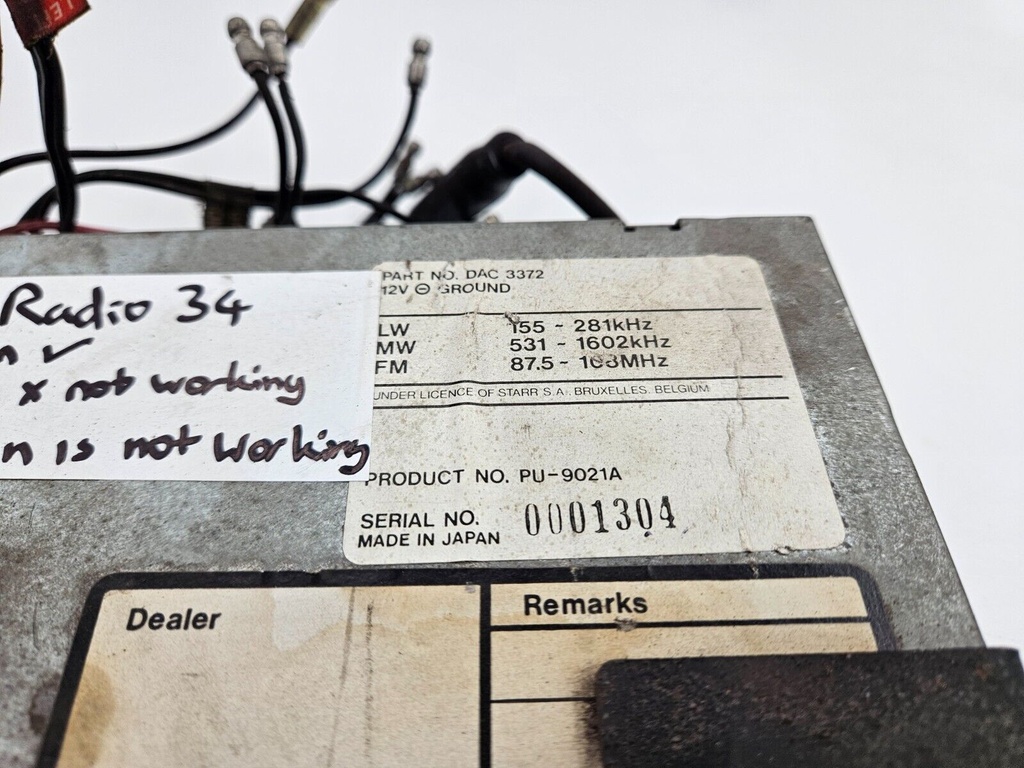 PART NO. DAC 3372
12V ⊖ GROUND
LW 155 - 281kHz
MW 531 - 1602kHz
FM 87.5 - 108MHz
UNDER LICENCE OF STARR S.A. BRUXELLES, BELGIUM
PRODUCT NO. PU-9021A
SERIAL NO. 0001304
MADE IN JAPAN
Radio 34
n ✓
x not working
n is not working
Dealer
Remarks